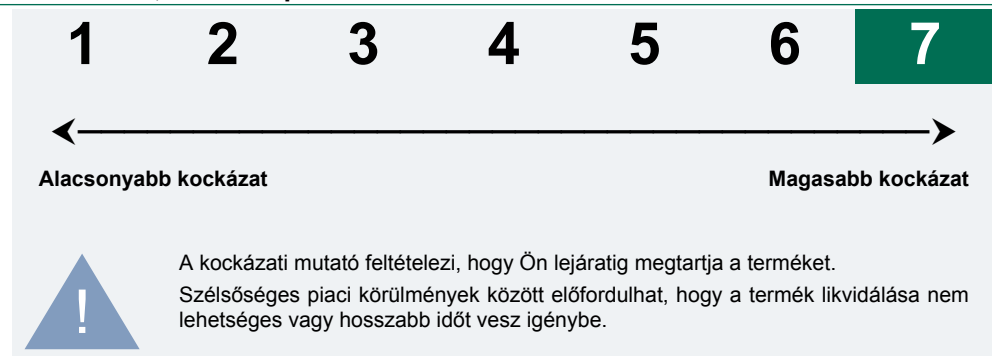 1 2 3 4 5 6 7
Alacsonyabb kockázat Magasabb kockázat
A kockázati mutató feltételezi, hogy Ön lejáratig megtartja a terméket.
Szélsőséges piaci körülmények között előfordulhat, hogy a termék likvidálása nem
lehetséges vagy hosszabb időt vesz igénybe.
!